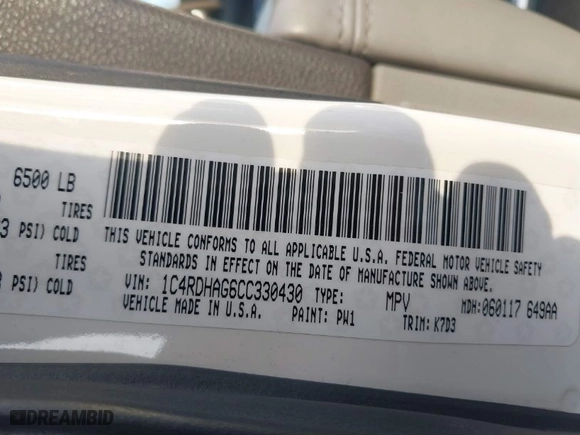 6500 LB
TIRES
3 PSI) COLD
TIRES
PSI) COLD
THIS VEHICLE CONFORMS TO ALL APPLICABLE U.S.A. FEDERAL MOTOR VEHICLE SAFETY
STANDARDS IN EFFECT ON THE DATE OF MANUFACTURE SHOWN ABOVE.
VIN: 1C4RDHAG6CC330430 TYPE: MPV MDH:060117 649AA
VEHICLE MADE IN U.S.A. PAINT: PW1 TRIM: K7D3
DREAMBID